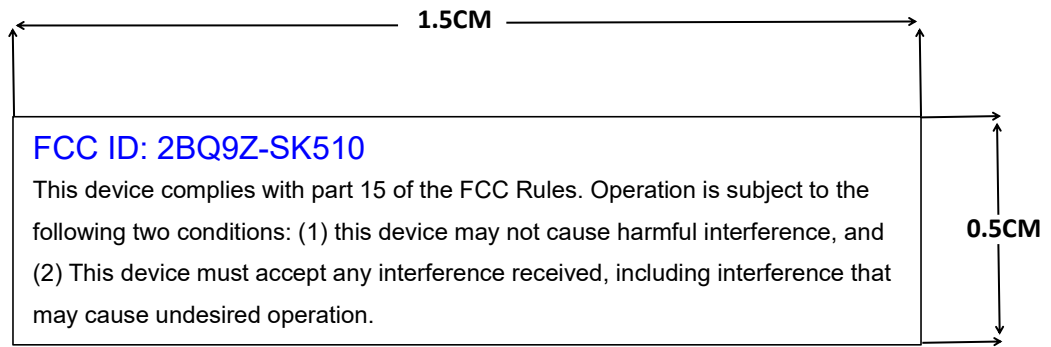 1.5CM
FCC ID: 2BQ9Z-SK510
This device complies with part 15 of the FCC Rules. Operation is subject to the
following two conditions: (1) this device may not cause harmful interference, and
(2) This device must accept any interference received, including interference that
may cause undesired operation.
0.5CM